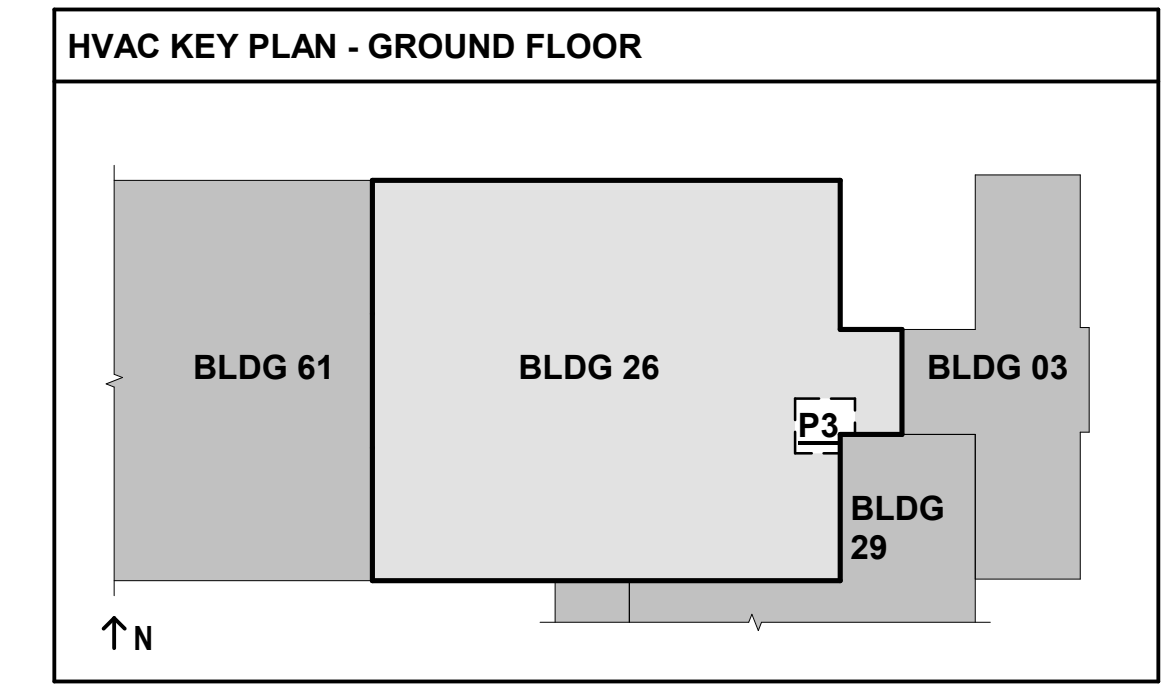 HVAC KEY PLAN - GROUND FLOOR
BLDG 61
BLDG 26
BLDG 03
P3
BLDG
29
N